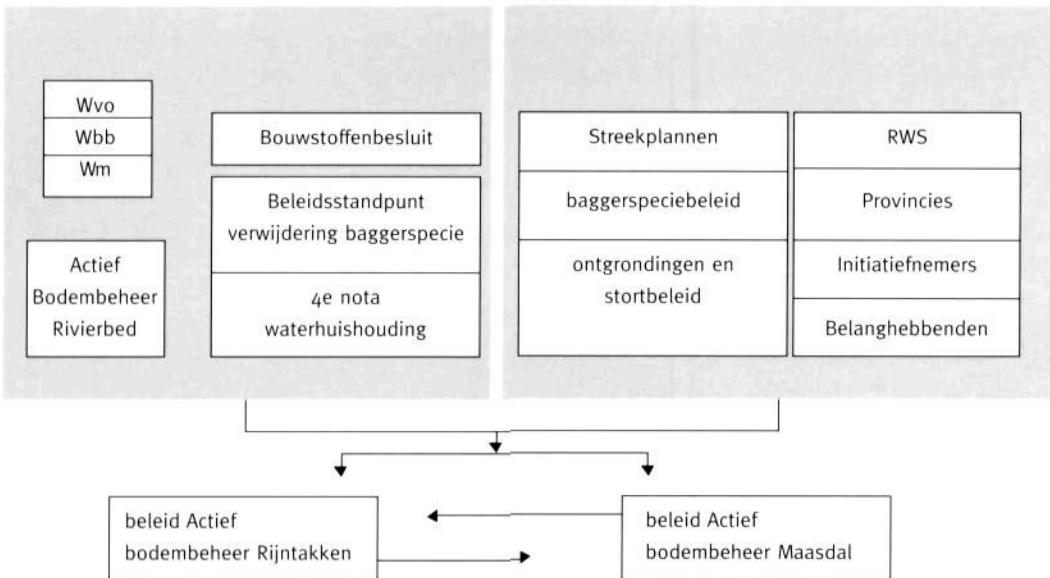 Wvo
Wbb
Wm
Actief
Bodembeheer
Rivierbed
Bouwstoffenbesluit
Beleidsstandpunt
verwijdering baggerspecie
4e nota
waterhuishouding
Streekplannen
baggerspeciebeleid
ontgrondingen en
stortbeleid
RWS
Provincies
Initiatiefnemers
Belanghebbenden
beleid Actief
bodembeheer Rijntakken
beleid Actief
bodembeheer Maasdal